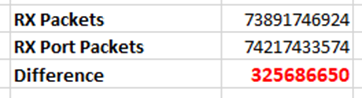 RX Packets 73891746924
RX Port Packets 74217433574
Difference 325686650